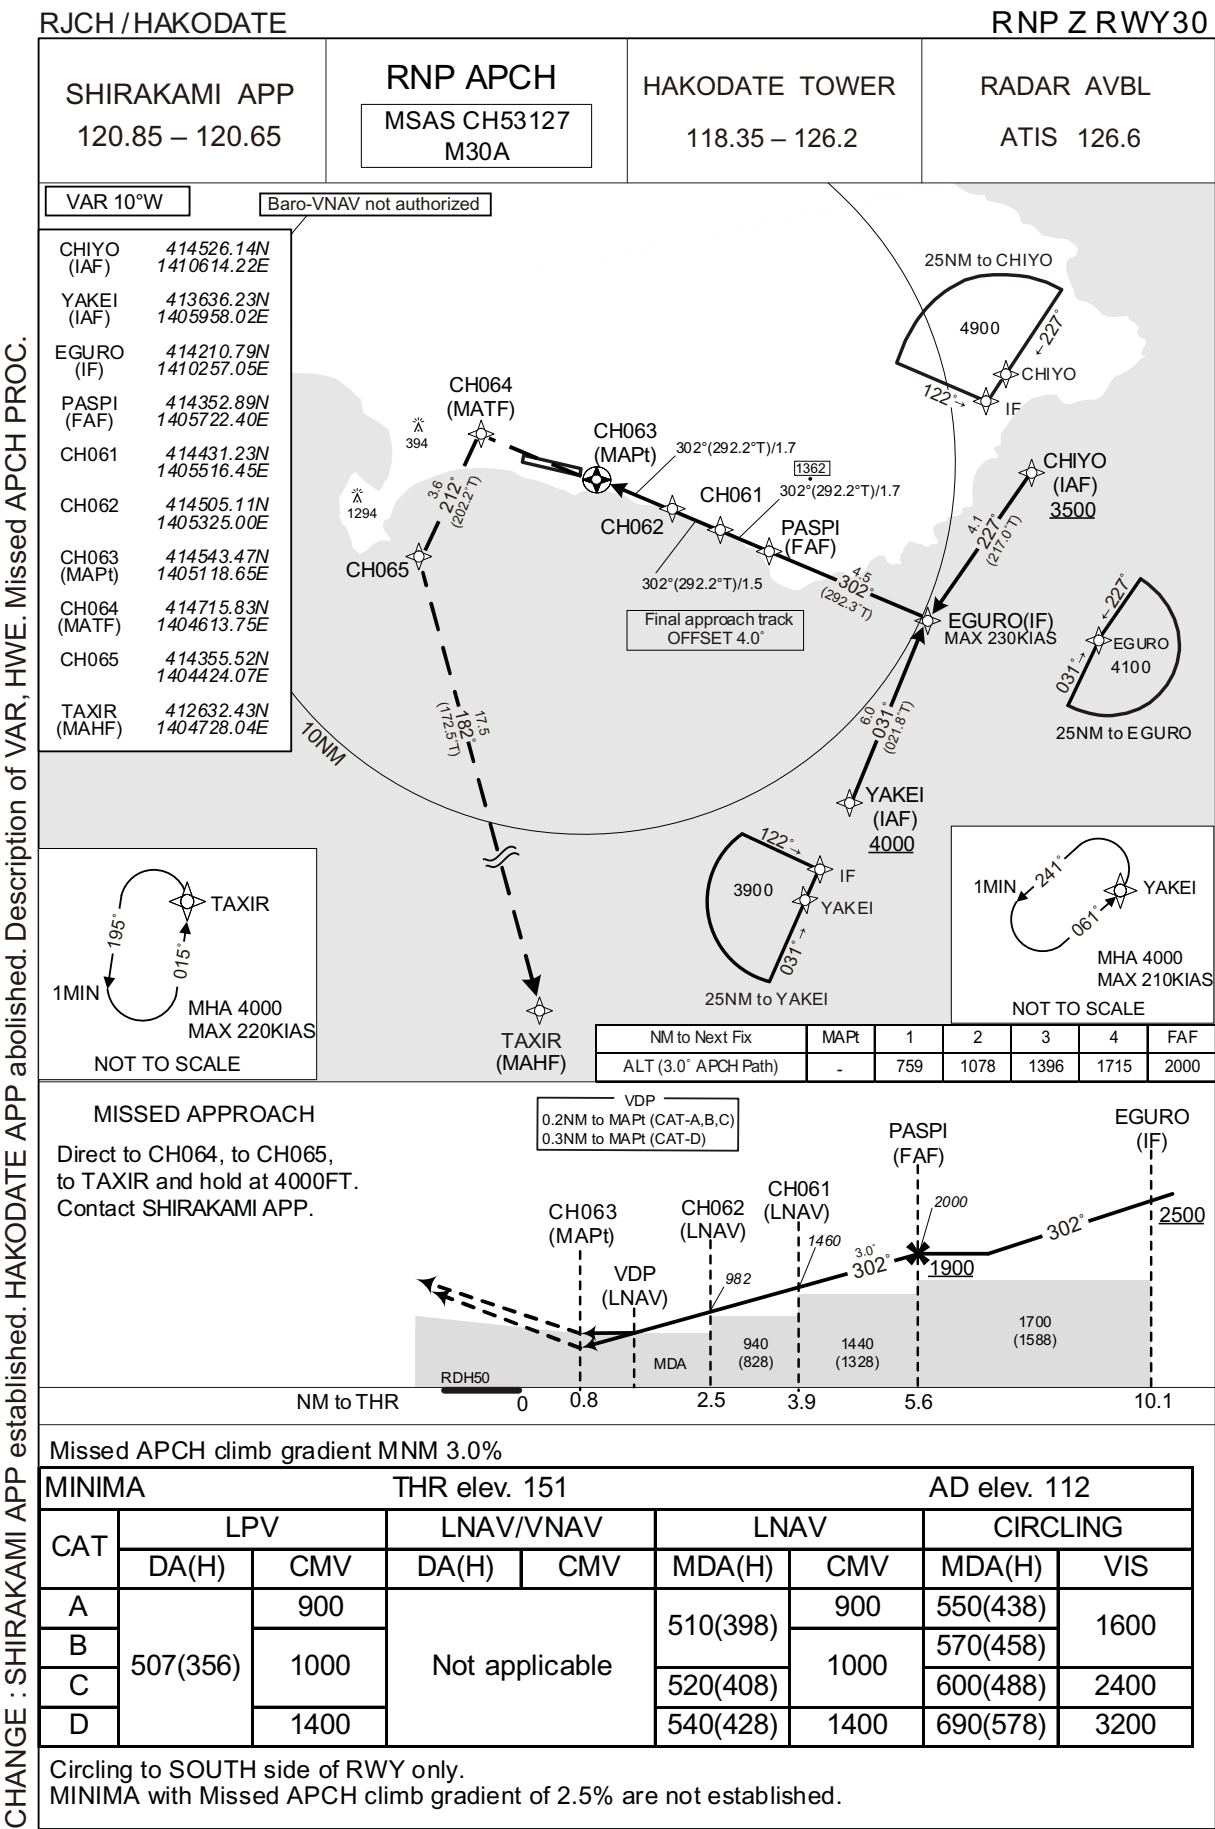 RJCH / HAKODATE
RNP Z RWY30
SHIRAKAMI APP
120.85 – 120.65
RNP APCH
MSAS CH53127
M30A
HAKODATE TOWER
118.35 – 126.2
RADAR AVBL
ATIS 126.6
VAR 10°W
Baro-VNAV not authorized
CHIYO 414526.14N
(IAF) 1410614.22E
YAKEI 413636.23N
(IAF) 1405958.02E
EGURO 414210.79N
(IF) 1410257.05E
PASPI 414352.89N
(FAF) 1405722.40E
CH061 414431.23N
1405516.45E
CH062 414505.11N
1405325.00E
CH063 414543.47N
(MAPt) 1405118.65E
CH064 414715.83N
(MATF) 1404613.75E
CH065 414355.52N
1404424.07E
TAXIR 412632.43N
(MAHF) 1404728.04E
25NM to CHIYO
4900
←227°
CHIYO
122°→
IF
CH064
(MATF)
394
1294
CH063
(MAPt)
302°(292.2°T)/1.7
1362
302°(292.2°T)/1.7
CH061
CH062
PASPI
(FAF)
302°(292.2°T)/1.5
CHIYO
(IAF)
3500
4.1
227°
(217.0°T)
3.6
212°
(202.2°T)
CH065
4.5
302°
(292.3°T)
Final approach track
OFFSET 4.0°
EGURO(IF)
MAX 230KIAS
←227°
EGURO
4100
031°→
25NM to EGURO
6.0
031°
(021.8°T)
YAKEI
(IAF)
4000
10NM
17.5
182°
(172.5°T)
122°→
IF
3900
YAKEI
031°→
25NM to YAKEI
TAXIR
195°
015°
1MIN
MHA 4000
MAX 220KIAS
NOT TO SCALE
1MIN
241°
061°
YAKEI
MHA 4000
MAX 210KIAS
NOT TO SCALE
TAXIR
(MAHF)
NM to Next Fix MAPt 1 2 3 4 FAF
ALT (3.0° APCH Path) - 759 1078 1396 1715 2000
MISSED APPROACH
Direct to CH064, to CH065,
to TAXIR and hold at 4000FT.
Contact SHIRAKAMI APP.
VDP
0.2NM to MAPt (CAT-A,B,C)
0.3NM to MAPt (CAT-D)
EGURO
(IF)
PASPI
(FAF)
CH061
(LNAV)
CH062
(LNAV)
CH063
(MAPt)
VDP
(LNAV)
2000
2500
302°
1460
3.0°
302°
1900
982
1700
(1588)
1440
(1328)
940
(828)
MDA
RDH50
NM to THR 0 0.8 2.5 3.9 5.6 10.1
Missed APCH climb gradient MNM 3.0%
MINIMA THR elev. 151 AD elev. 112
CAT LPV LNAV/VNAV LNAV CIRCLING
DA(H) CMV DA(H) CMV MDA(H) CMV MDA(H) VIS
A 507(356) 900 Not applicable 510(398) 900 550(438) 1600
B 1000 1000 570(458)
C 520(408) 600(488) 2400
D 1400 540(428) 1400 690(578) 3200
Circling to SOUTH side of RWY only.
MINIMA with Missed APCH climb gradient of 2.5% are not established.
CHANGE : SHIRAKAMI APP established. HAKODATE APP abolished. Description of VAR, HWE. Missed APCH PROC.